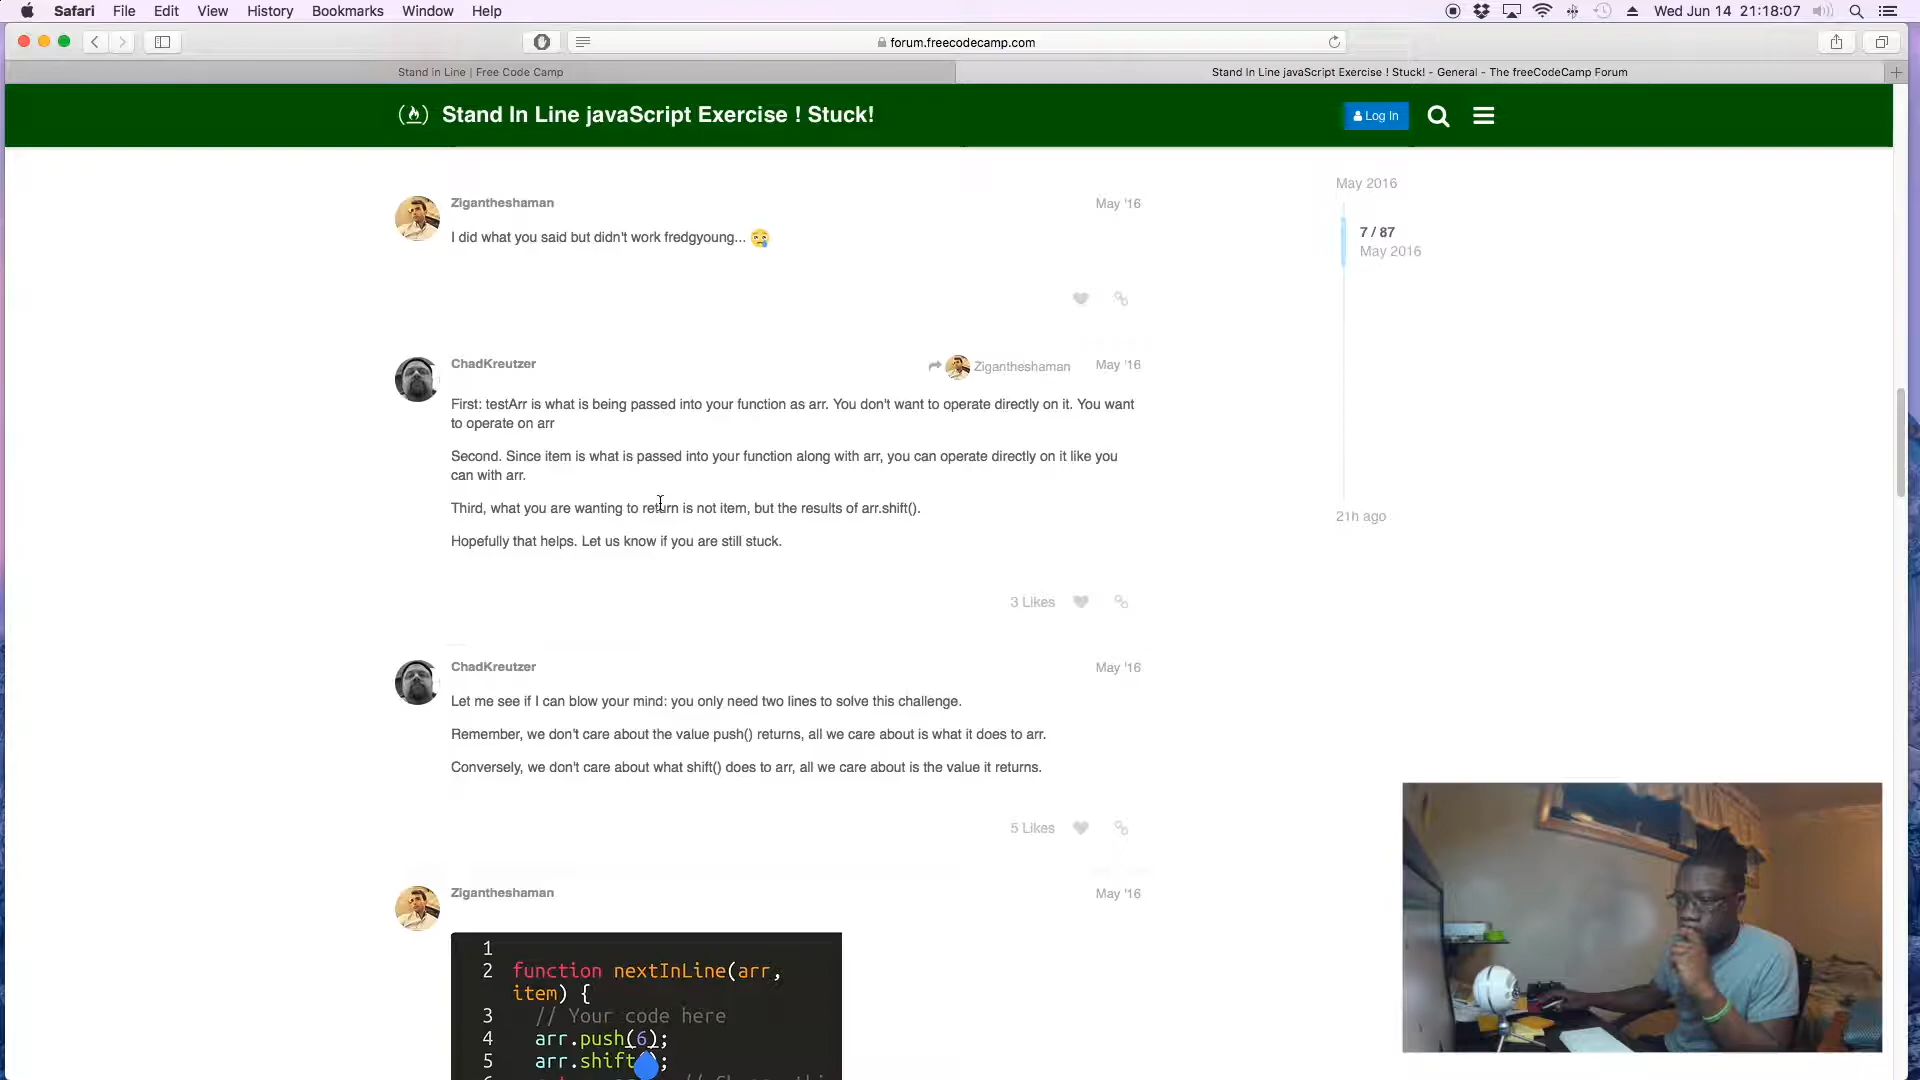 Safari File Edit View History Bookmarks Window Help Wed Jun 14 21:18:07
forum.freecodecamp.com
Stand in Line | Free Code Camp
Stand In Line javaScript Exercise ! Stuck! - General - The freeCodeCamp Forum
Stand In Line javaScript Exercise ! Stuck!
Log In
May 2016
7 / 87
May 2016
21h ago
Zigantheshaman May '16
I did what you said but didn't work fredgyoung...
ChadKreutzer Zigantheshaman May '16
First: testArr is what is being passed into your function as arr. You don't want to operate directly on it. You want
to operate on arr
Second. Since item is what is passed into your function along with arr, you can operate directly on it like you
can with arr.
Third, what you are wanting to return is not item, but the results of arr.shift().
Hopefully that helps. Let us know if you are still stuck.
3 Likes
ChadKreutzer May '16
Let me see if I can blow your mind: you only need two lines to solve this challenge.
Remember, we don't care about the value push() returns, all we care about is what it does to arr.
Conversely, we don't care about what shift() does to arr, all we care about is the value it returns.
5 Likes
Zigantheshaman May '16
1
2 function nextInLine(arr,
item) {
3 // Your code here
4 arr.push(6);
5 arr.shift();